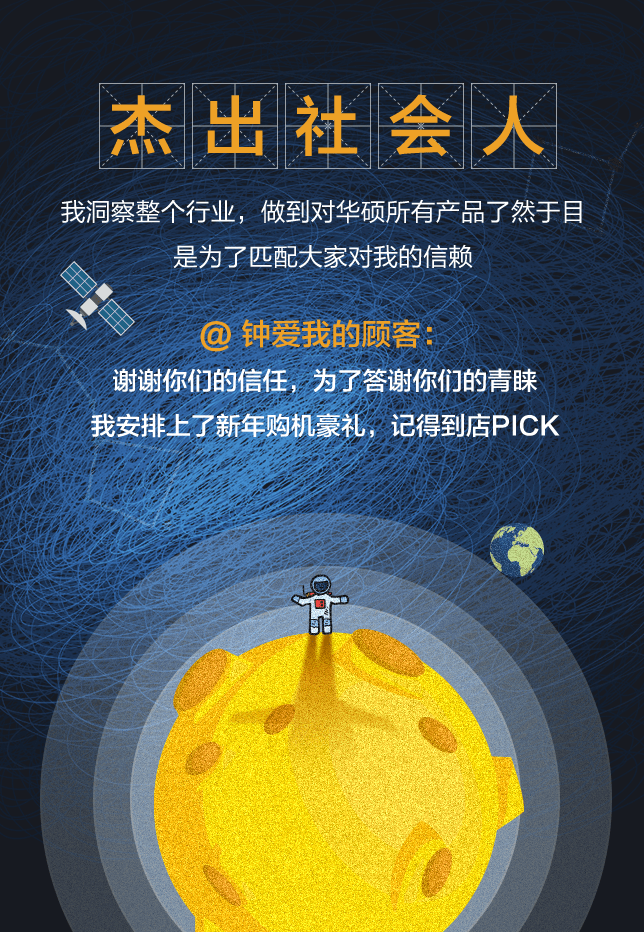 杰出社会人
我洞察整个行业，做到对华硕所有产品了然于目
是为了匹配大家对我的信赖
@ 钟爱我的顾客：
谢谢你们的信任，为了答谢你们的青睐
我安排上了新年购机豪礼，记得到店PICK